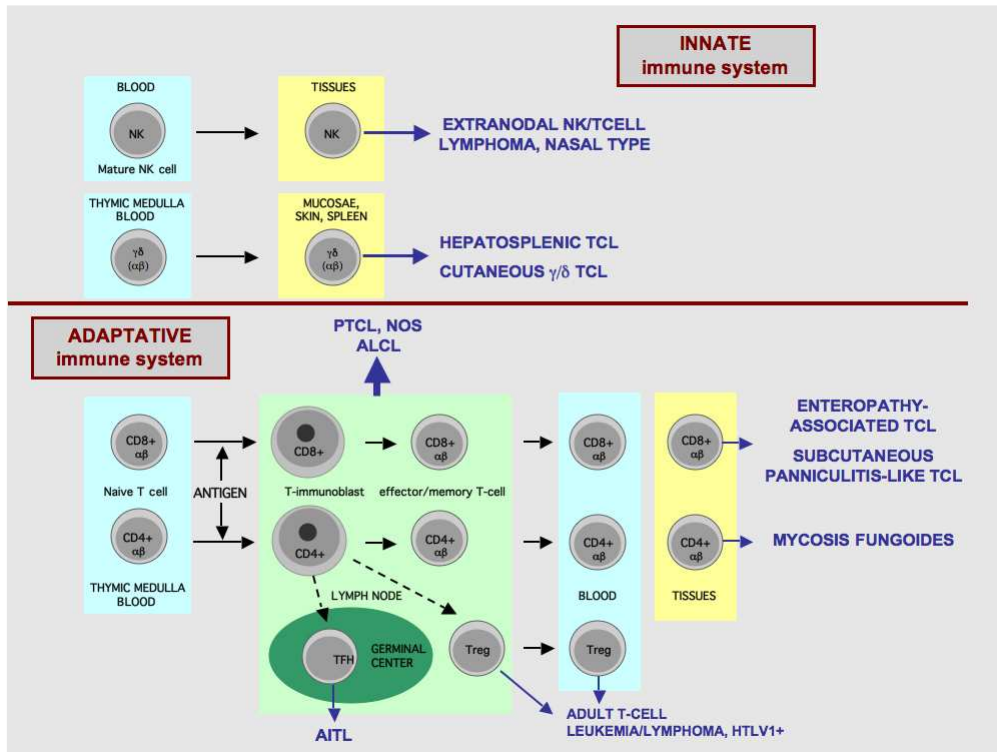 INNATE
immune system
BLOOD
TISSUES
NK
NK
Mature NK cell
EXTRANODAL NK/TCELL
LYMPHOMA, NASAL TYPE
THYMIC MEDULLA
BLOOD
MUCOSAE,
SKIN, SPLEEN
γδ
(αβ)
γδ
(αβ)
HEPATOSPLENIC TCL
CUTANEOUS γ/δ TCL
ADAPTATIVE
immune system
PTCL, NOS
ALCL
CD8+
αβ
CD8+
CD8+
αβ
CD8+
αβ
CD8+
αβ
ENTEROPATHY-
ASSOCIATED TCL
SUBCUTANEOUS
PANNICULITIS-LIKE TCL
Naive T cell
ANTIGEN
T-immunoblast
effector/memory T-cell
CD4+
αβ
CD4+
CD4+
αβ
CD4+
αβ
CD4+
αβ
MYCOSIS FUNGOIDES
THYMIC MEDULLA
BLOOD
LYMPH NODE
BLOOD
TISSUES
TFH
GERMINAL
CENTER
Treg
Treg
AITL
ADULT T-CELL
LEUKEMIA/LYMPHOMA, HTLV1+